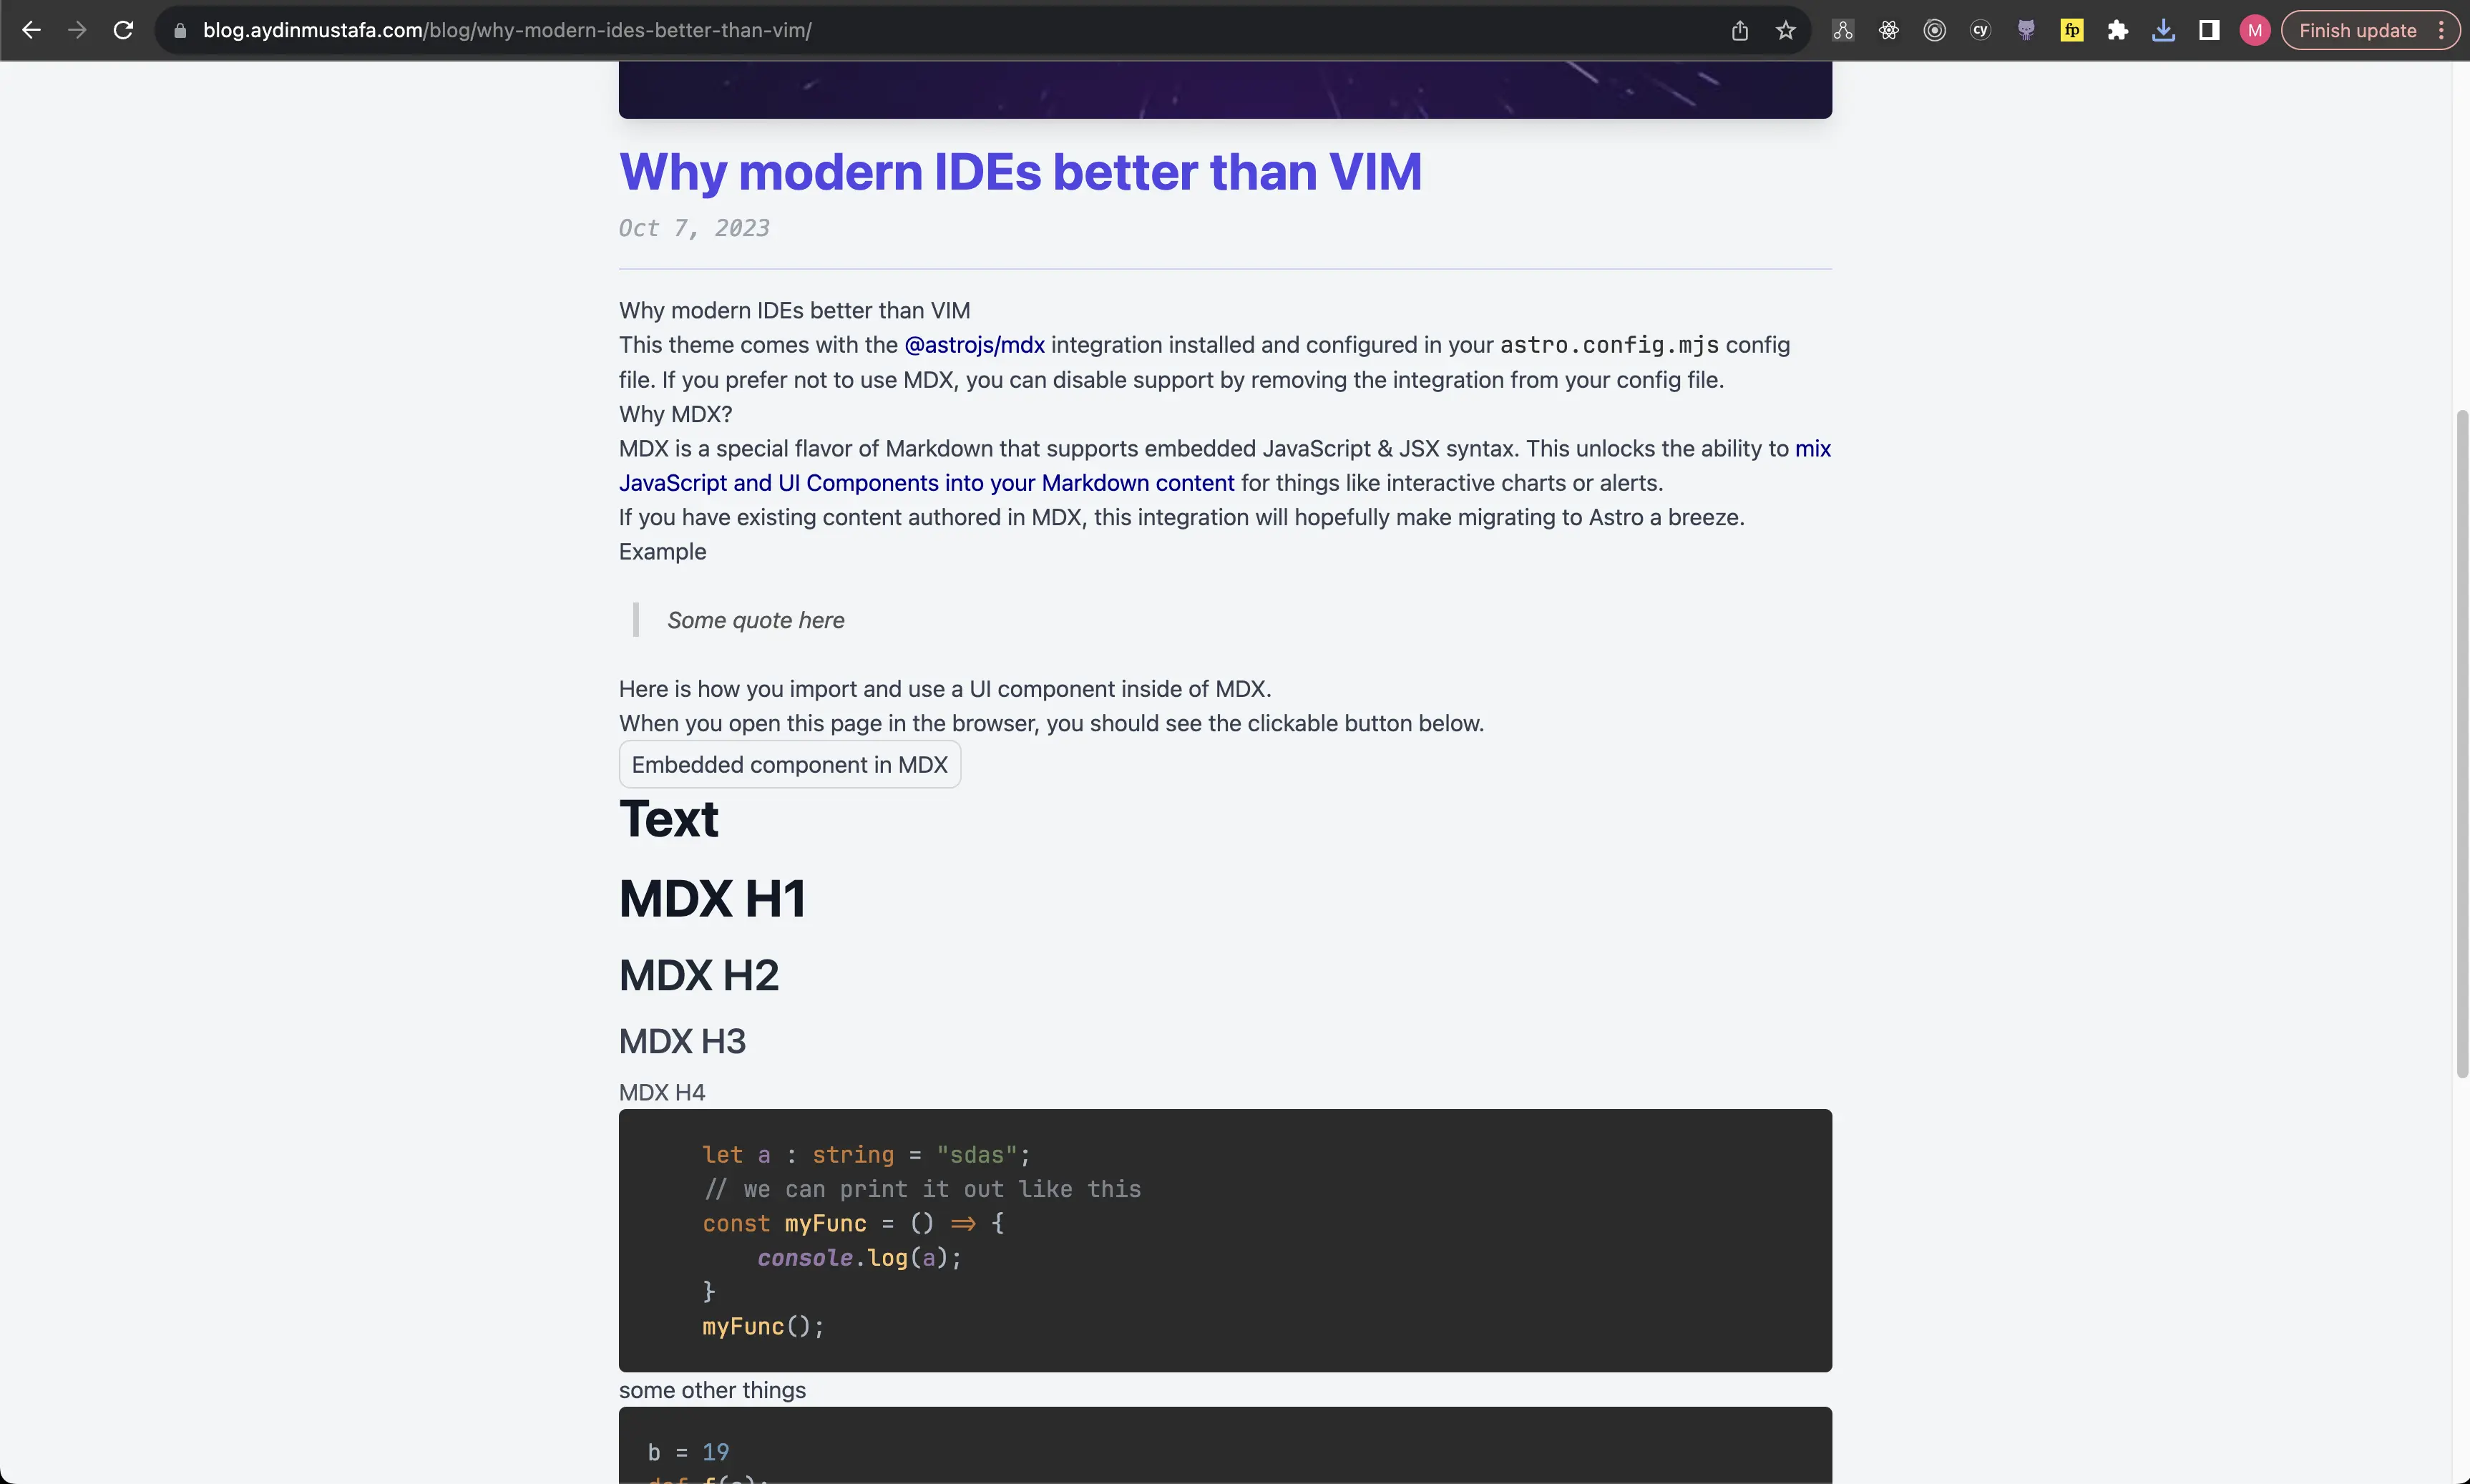 blog.aydinmustafa.com/blog/why-modern-ides-better-than-vim/
cy
fp
M
Finish update
Why modern IDEs better than VIM
Oct 7, 2023
Why modern IDEs better than VIM
This theme comes with the @astrojs/mdx integration installed and configured in your astro.config.mjs config
file. If you prefer not to use MDX, you can disable support by removing the integration from your config file.
Why MDX?
MDX is a special flavor of Markdown that supports embedded JavaScript & JSX syntax. This unlocks the ability to mix
JavaScript and UI Components into your Markdown content for things like interactive charts or alerts.
If you have existing content authored in MDX, this integration will hopefully make migrating to Astro a breeze.
Example
Some quote here
Here is how you import and use a UI component inside of MDX.
When you open this page in the browser, you should see the clickable button below.
Embedded component in MDX
Text
MDX H1
MDX H2
MDX H3
MDX H4
let a : string = "sdas";
// we can print it out like this
const myFunc = () => {
console.log(a);
}
myFunc();
some other things
b = 19